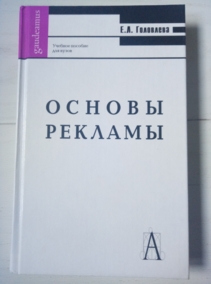 gaudeamus
Е.А. Головлева
Учебное пособие
для вузов
ОСНОВЫ
РЕКЛАМЫ
А